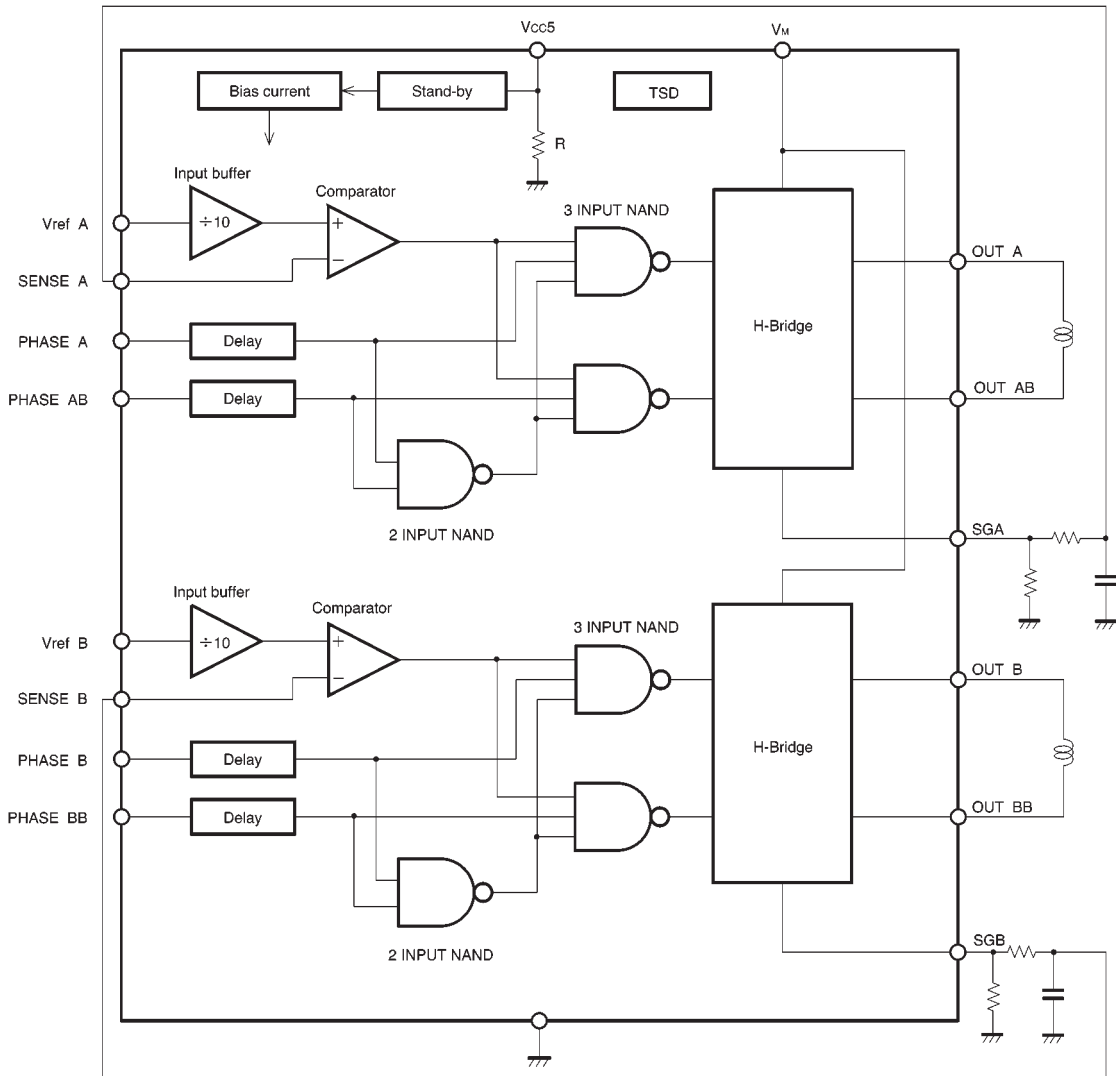 Vcc5
VM
Bias current
Stand-by
TSD
R
Input buffer
Comparator
3 INPUT NAND
Vref A
÷10
+
−
SENSE A
OUT A
PHASE A
Delay
H-Bridge
PHASE AB
Delay
OUT AB
2 INPUT NAND
SGA
Input buffer
Comparator
3 INPUT NAND
Vref B
÷10
+
−
SENSE B
OUT B
PHASE B
Delay
H-Bridge
PHASE BB
Delay
OUT BB
2 INPUT NAND
SGB